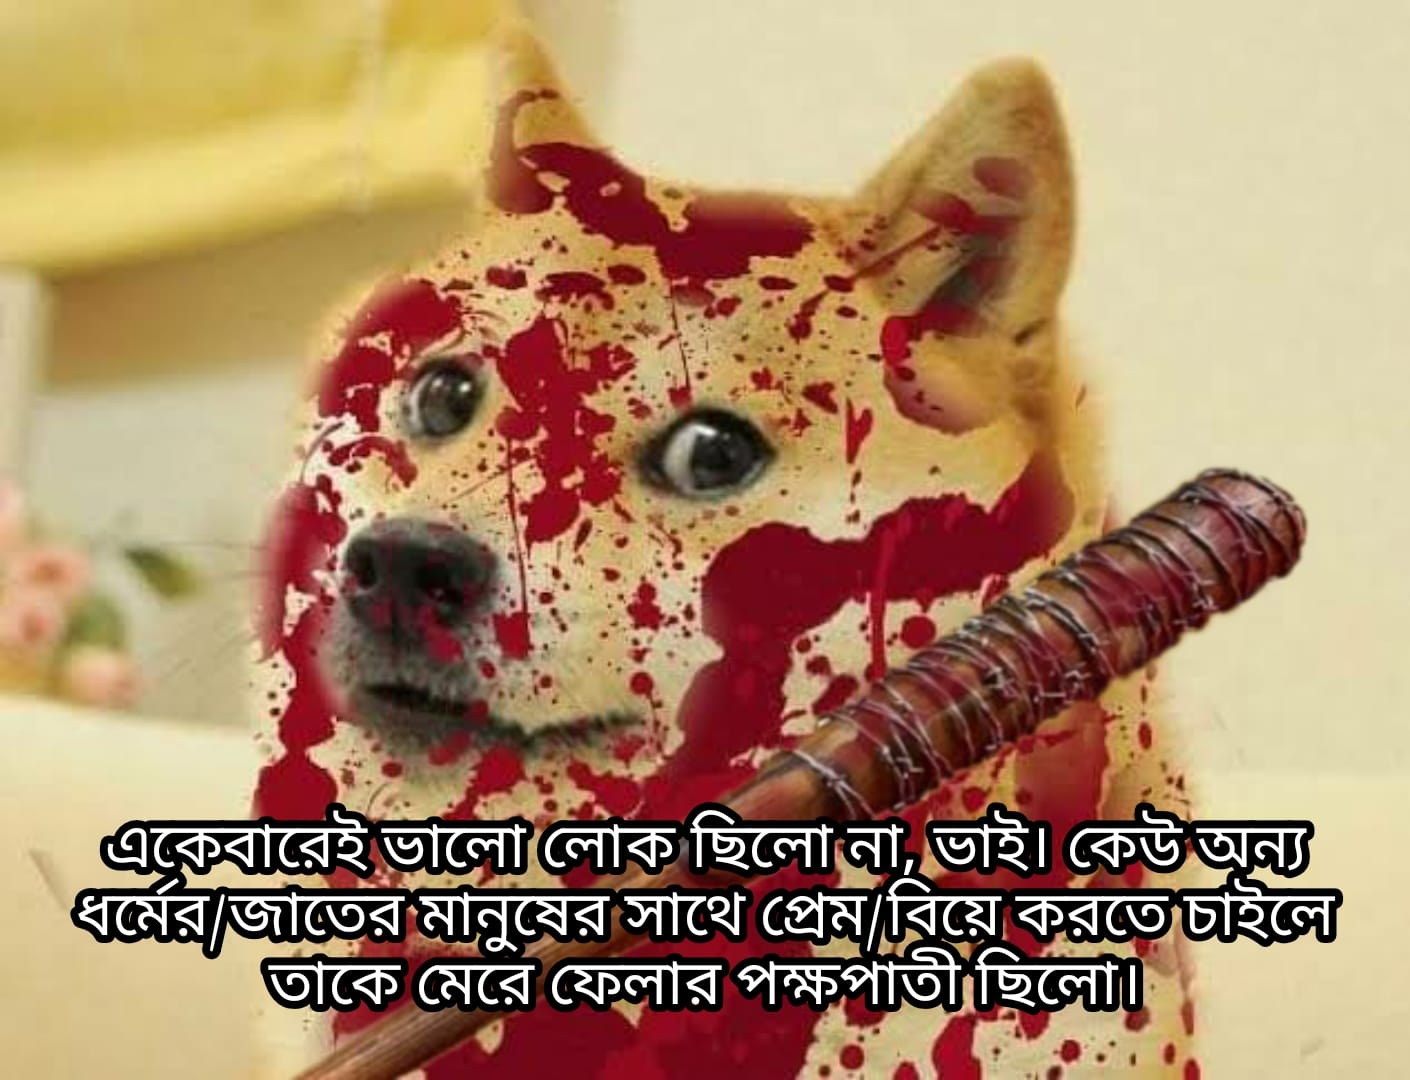 একেবারেই ভালো লোক ছিলো না, ভাই। কেউ অন্য
ধর্মের/জাতের মানুষের সাথে প্রেম/বিয়ে করতে চাইলে
তাকে মেরে ফেলার পক্ষপাতী ছিলো।